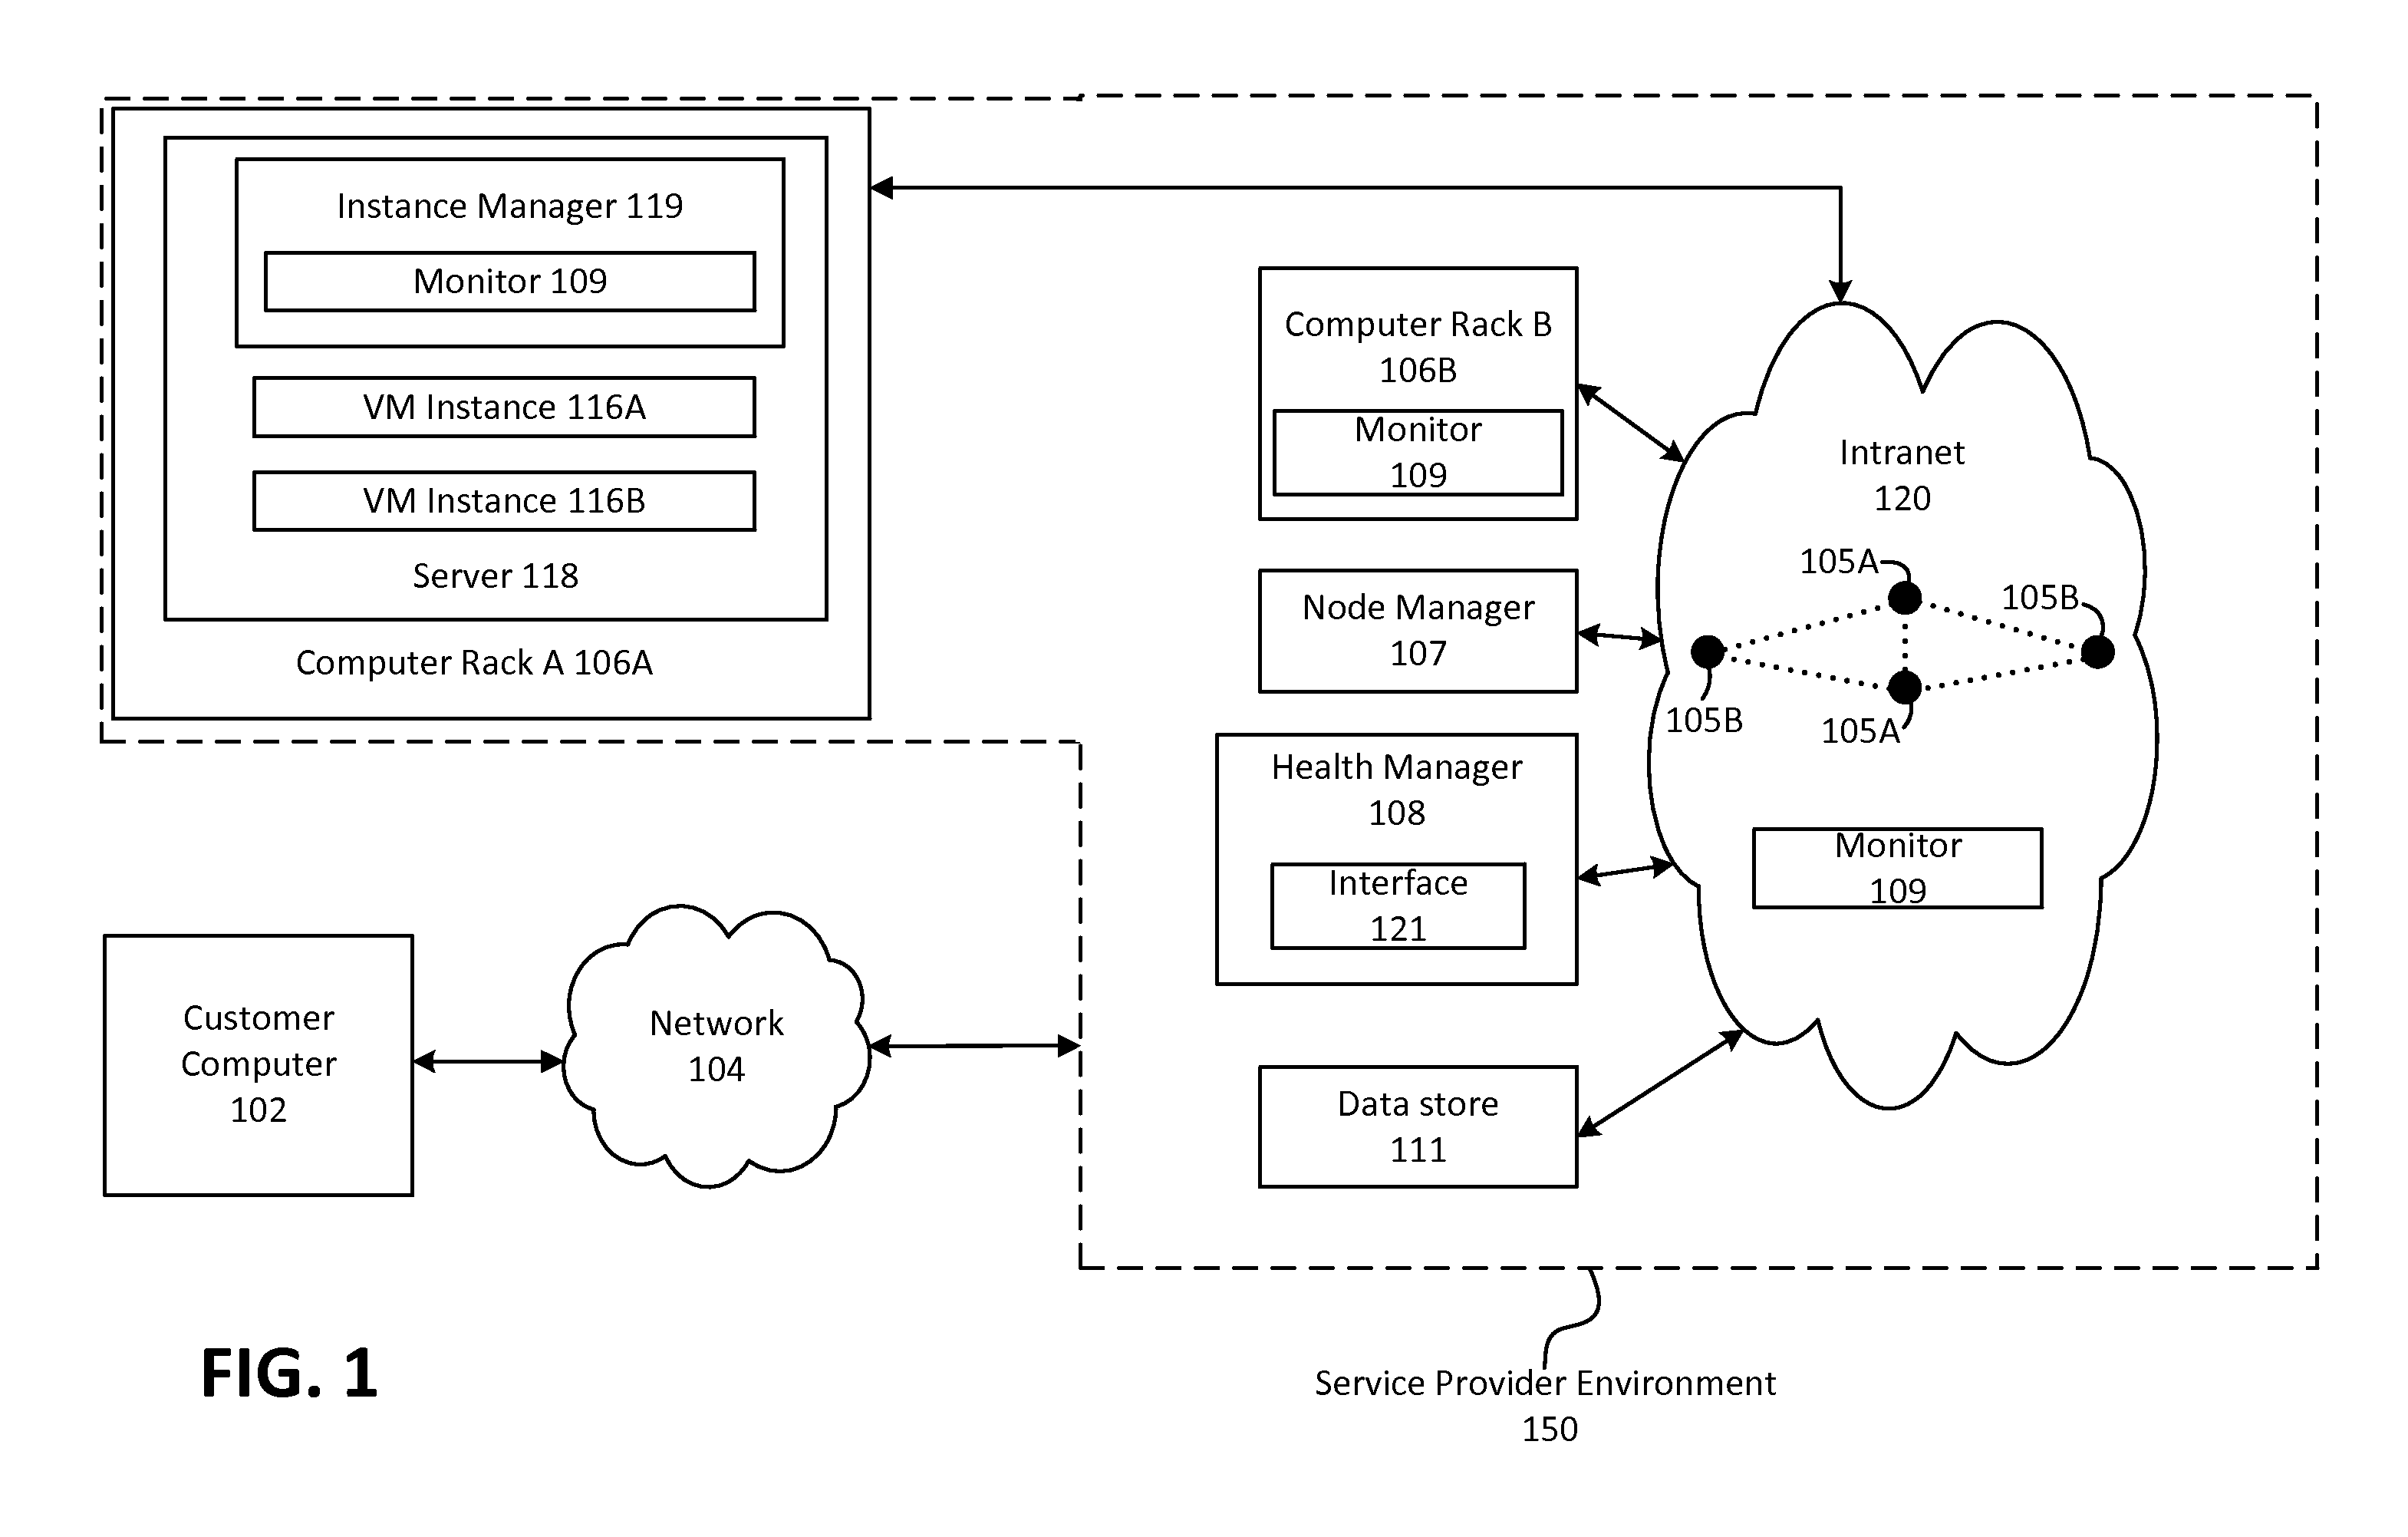 Instance Manager 119
Monitor 109
VM Instance 116A
VM Instance 116B
Server 118
Computer Rack A 106A
Computer Rack B
106B
Monitor
109
Node Manager
107
Health Manager
108
Interface
121
Data store
111
Intranet
120
105A
105B
105B
105A
Monitor
109
Customer
Computer
102
Network
104
Service Provider Environment
150
FIG. 1